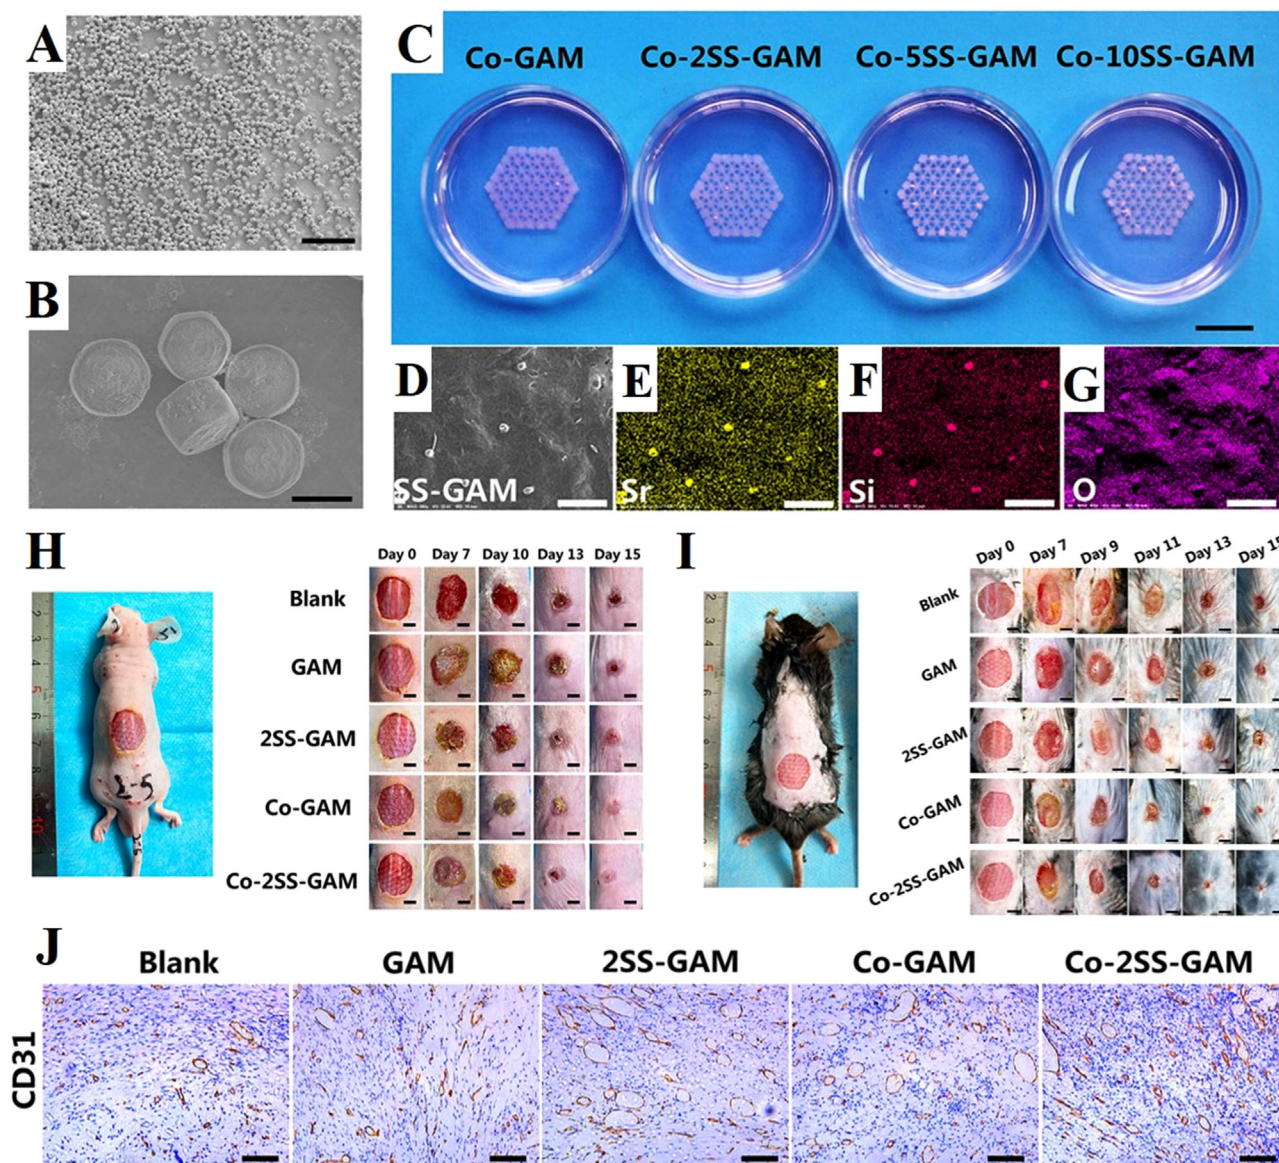 A
B
C
Co-GAM Co-2SS-GAM Co-5SS-GAM Co-10SS-GAM
D
SS-GAM
E
Sr
F
Si
G
O
H
Day 0 Day 7 Day 10 Day 13 Day 15
Blank
GAM
2SS-GAM
Co-GAM
Co-2SS-GAM
I
Day 0 Day 7 Day 9 Day 11 Day 13 Day 15
Blank
GAM
2SS-GAM
Co-GAM
Co-2SS-GAM
J
Blank GAM 2SS-GAM Co-GAM Co-2SS-GAM
CD31